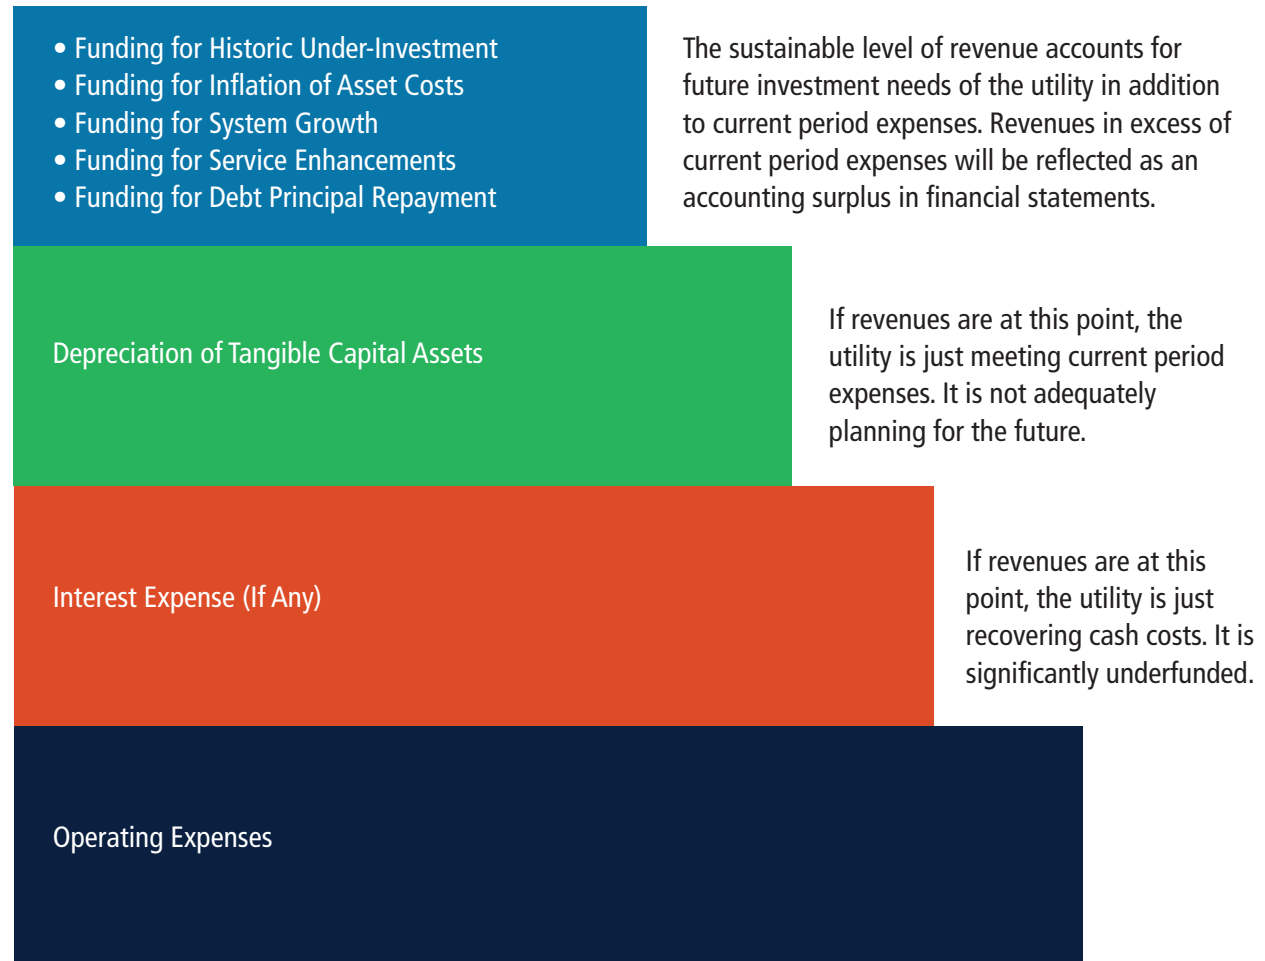 • Funding for Historic Under-Investment
• Funding for Inflation of Asset Costs
• Funding for System Growth
• Funding for Service Enhancements
• Funding for Debt Principal Repayment
The sustainable level of revenue accounts for
future investment needs of the utility in addition
to current period expenses. Revenues in excess of
current period expenses will be reflected as an
accounting surplus in financial statements.
Depreciation of Tangible Capital Assets
If revenues are at this point, the
utility is just meeting current period
expenses. It is not adequately
planning for the future.
Interest Expense (If Any)
If revenues are at this
point, the utility is just
recovering cash costs. It is
significantly underfunded.
Operating Expenses